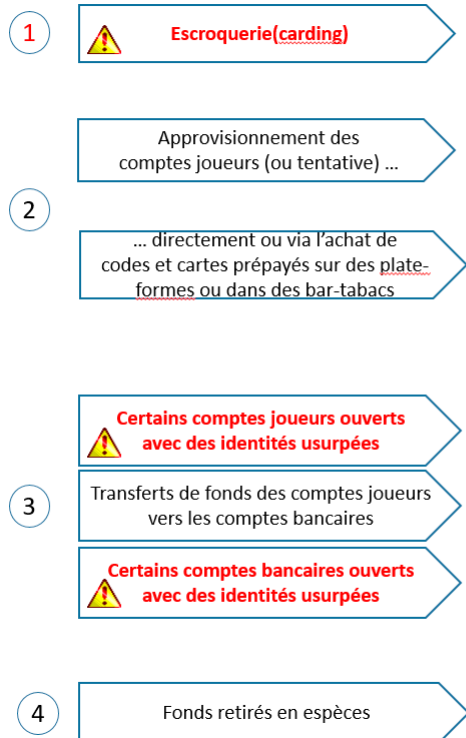 1
Escroquerie(carding)
Approvisionnement des
comptes joueurs (ou tentative) ...
2
... directement ou via l'achat de
codes et cartes prépayés sur des plate-
formes ou dans des bar-tabacs
Certains comptes joueurs ouverts
avec des identités usurpées
3
Transferts de fonds des comptes joueurs
vers les comptes bancaires
Certains comptes bancaires ouverts
avec des identités usurpées
4
Fonds retirés en espèces